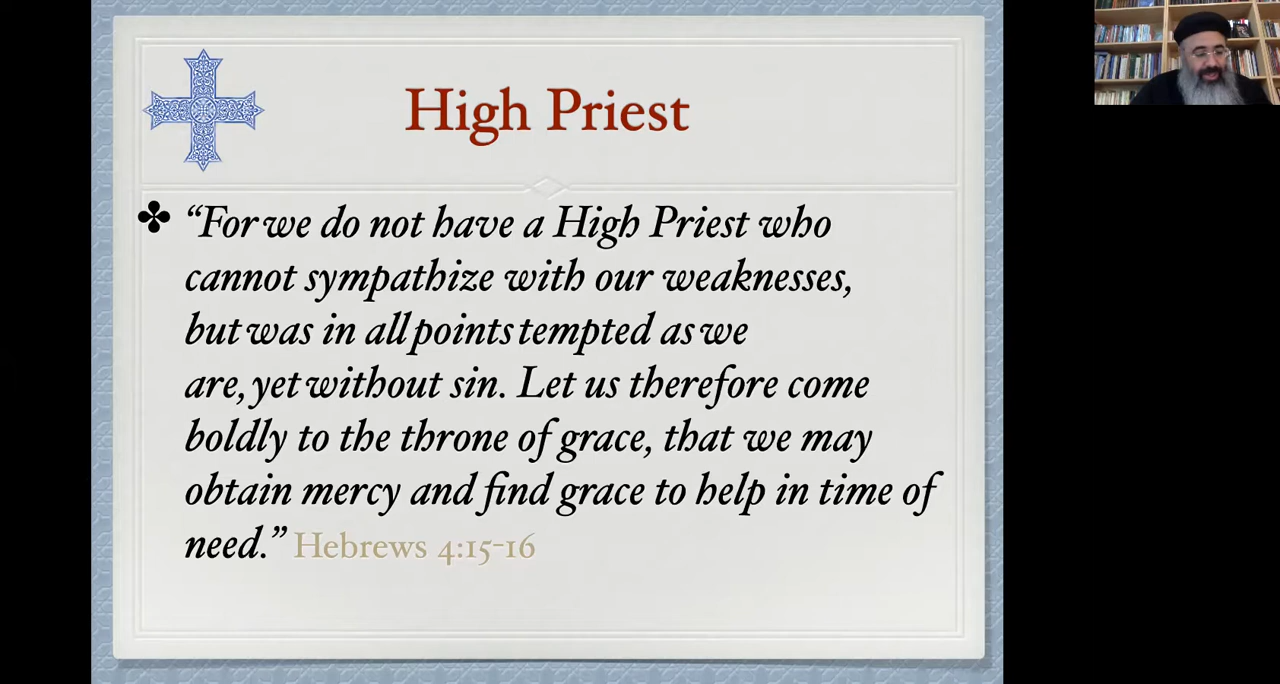 High Priest
“For we do not have a High Priest who
cannot sympathize with our weaknesses,
but was in all points tempted as we
are, yet without sin. Let us therefore come
boldly to the throne of grace, that we may
obtain mercy and find grace to help in time of
need.” Hebrews 4:15-16